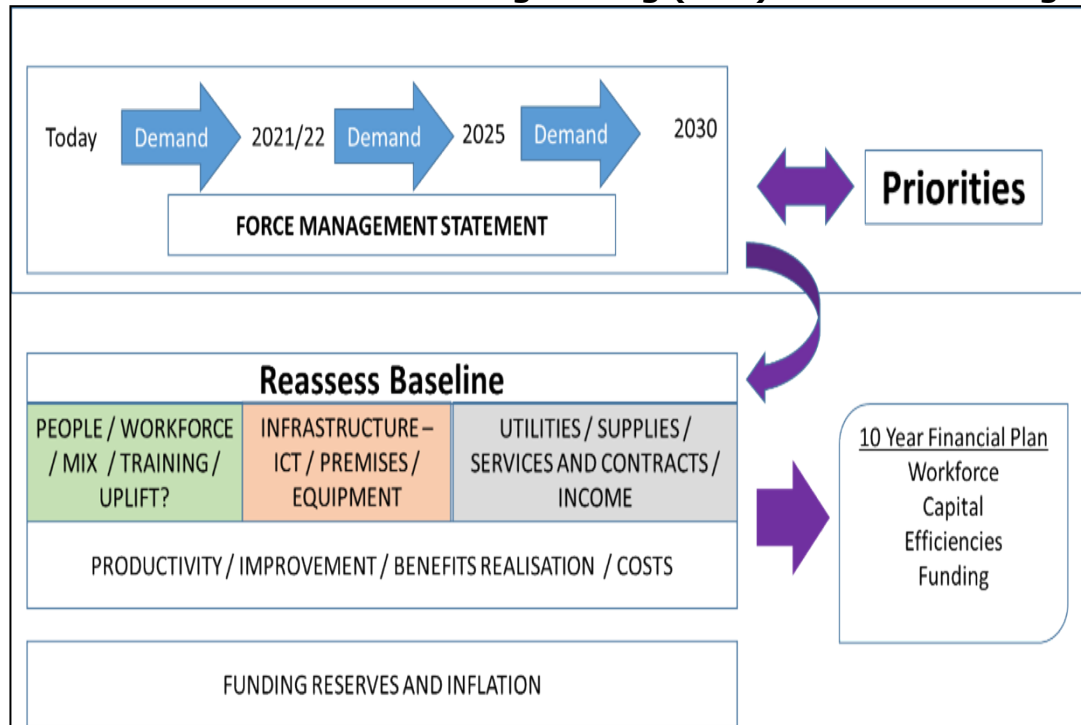 Today Demand 2021/22 Demand 2025 Demand 2030
FORCE MANAGEMENT STATEMENT
Priorities
Reassess Baseline
PEOPLE / WORKFORCE
/ MIX / TRAINING /
UPLIFT?
INFRASTRUCTURE –
ICT / PREMISES /
EQUIPMENT
UTILITIES / SUPPLIES /
SERVICES AND CONTRACTS /
INCOME
PRODUCTIVITY / IMPROVEMENT / BENEFITS REALISATION / COSTS
10 Year Financial Plan
Workforce
Capital
Efficiencies
Funding
FUNDING RESERVES AND INFLATION